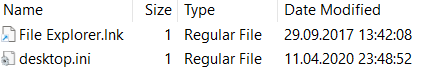 Name Size Type Date Modified
File Explorer.lnk 1 Regular File 29.09.2017 13:42:08
desktop.ini 1 Regular File 11.04.2020 23:48:52